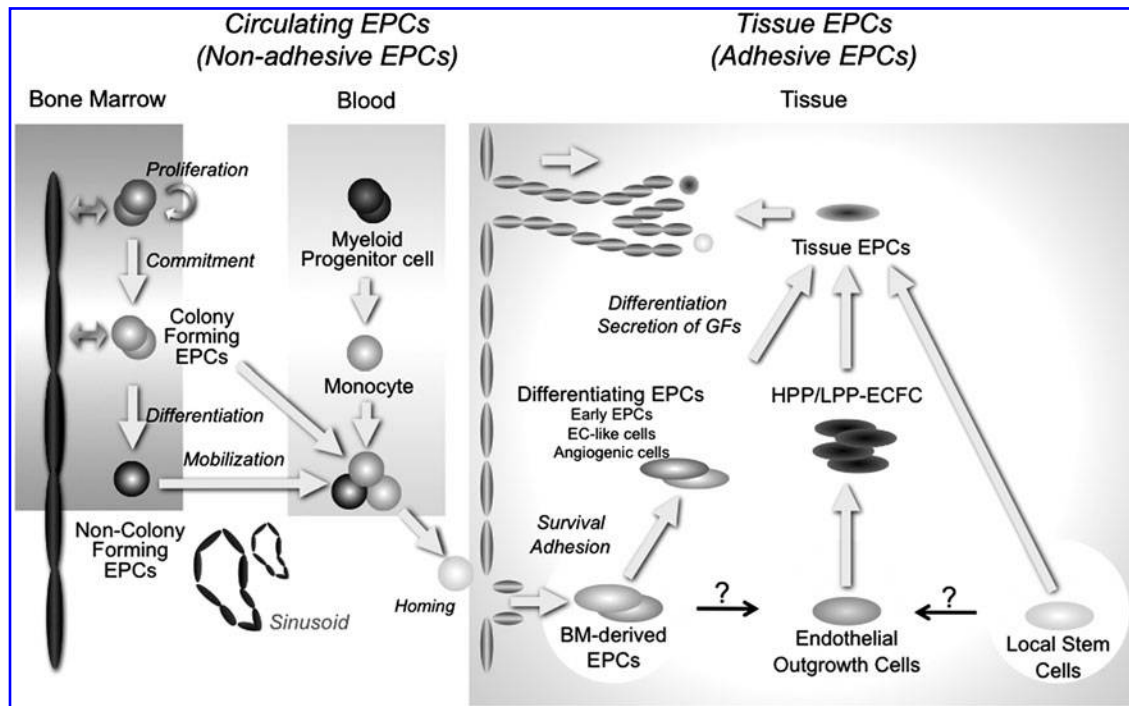 Circulating EPCs
(Non-adhesive EPCs)
Tissue EPCs
(Adhesive EPCs)
Bone Marrow
Blood
Tissue
Proliferation
Commitment
Colony
Forming
EPCs
Differentiation
Mobilization
Non-Colony
Forming
EPCs
Sinusoid
Myeloid
Progenitor cell
Monocyte
Homing
Tissue EPCs
Differentiation
Secretion of GFs
Differentiating EPCs
Early EPCs
EC-like cells
Angiogenic cells
HPP/LPP-ECFC
Survival
Adhesion
BM-derived
EPCs
?
Endothelial
Outgrowth Cells
?
Local Stem
Cells